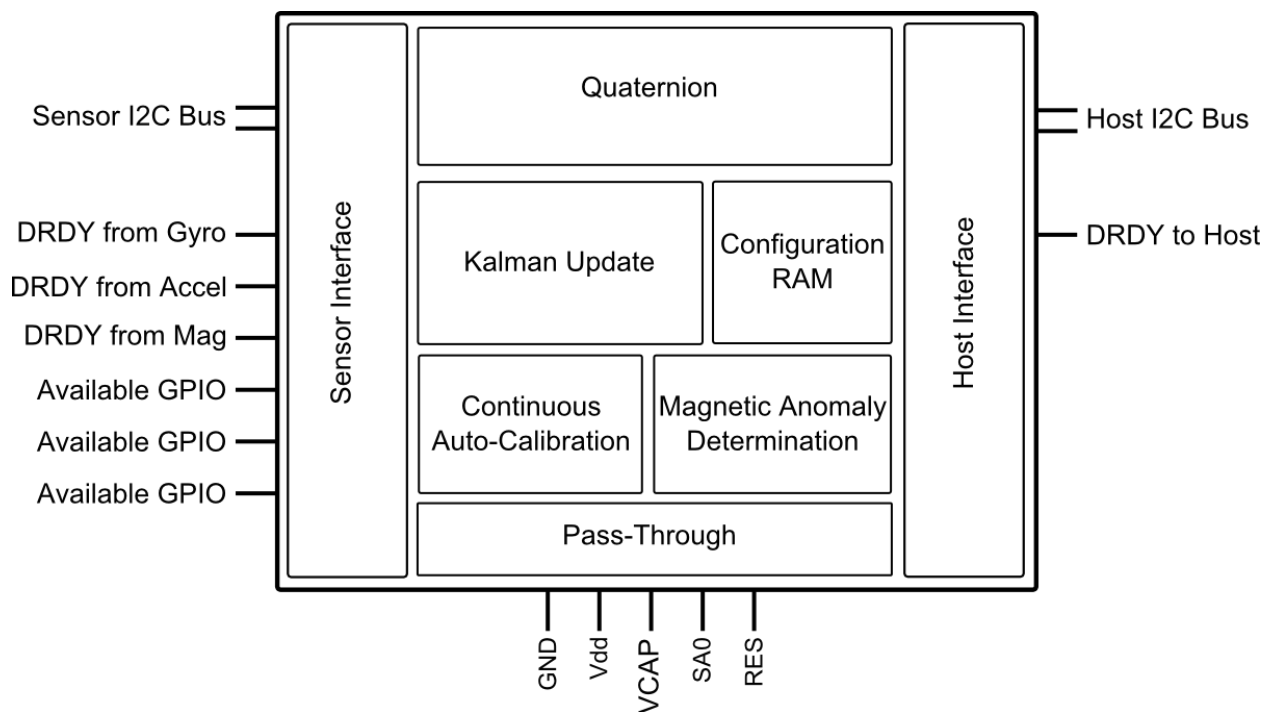 Quaternion
Sensor I2C Bus
Host I2C Bus
DRDY from Gyro
DRDY to Host
Kalman Update
Configuration
RAM
Sensor Interface
Host Interface
DRDY from Accel
DRDY from Mag
Available GPIO
Available GPIO
Available GPIO
Continuous
Auto-Calibration
Magnetic Anomaly
Determination
Pass-Through
GND
Vdd
VCAP
SA0
RES